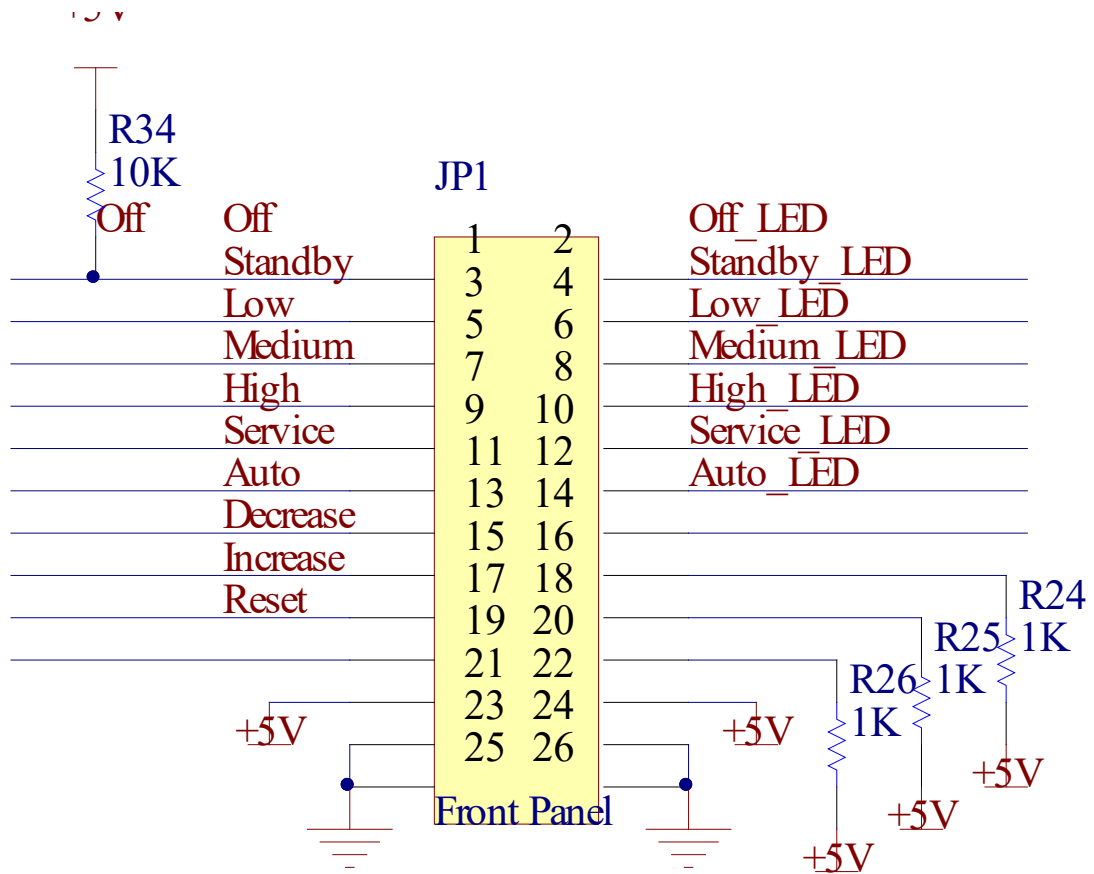 +5V
R34
10K
JP1
Off Off Off_LED
1 2
Standby Standby_LED
3 4
Low Low_LED
5 6
Medium Medium_LED
7 8
High High_LED
9 10
Service Service_LED
11 12
Auto Auto_LED
13 14
Decrease
15 16
Increase
17 18
Reset R24
19 20
R25 1K
21 22
R26 1K
23 24
+5V +5V 1K
25 26
+5V
Front Panel +5V
+5V